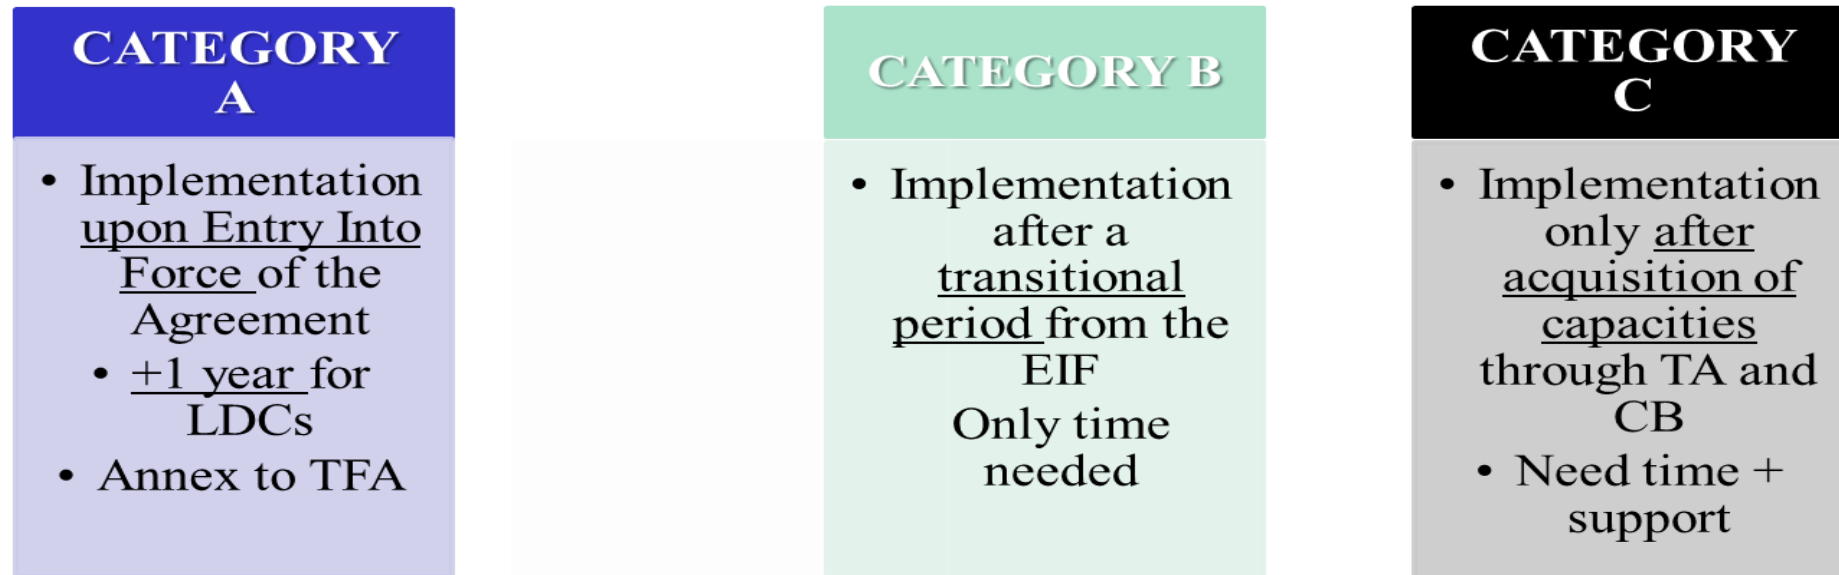 CATEGORY
A
• Implementation
upon Entry Into
Force of the
Agreement
• +1 year for
LDCs
• Annex to TFA
CATEGORY B
• Implementation
after a
transitional
period from the
EIF
Only time
needed
CATEGORY
C
• Implementation
only after
acquisition of
capacities
through TA and
CB
• Need time +
support